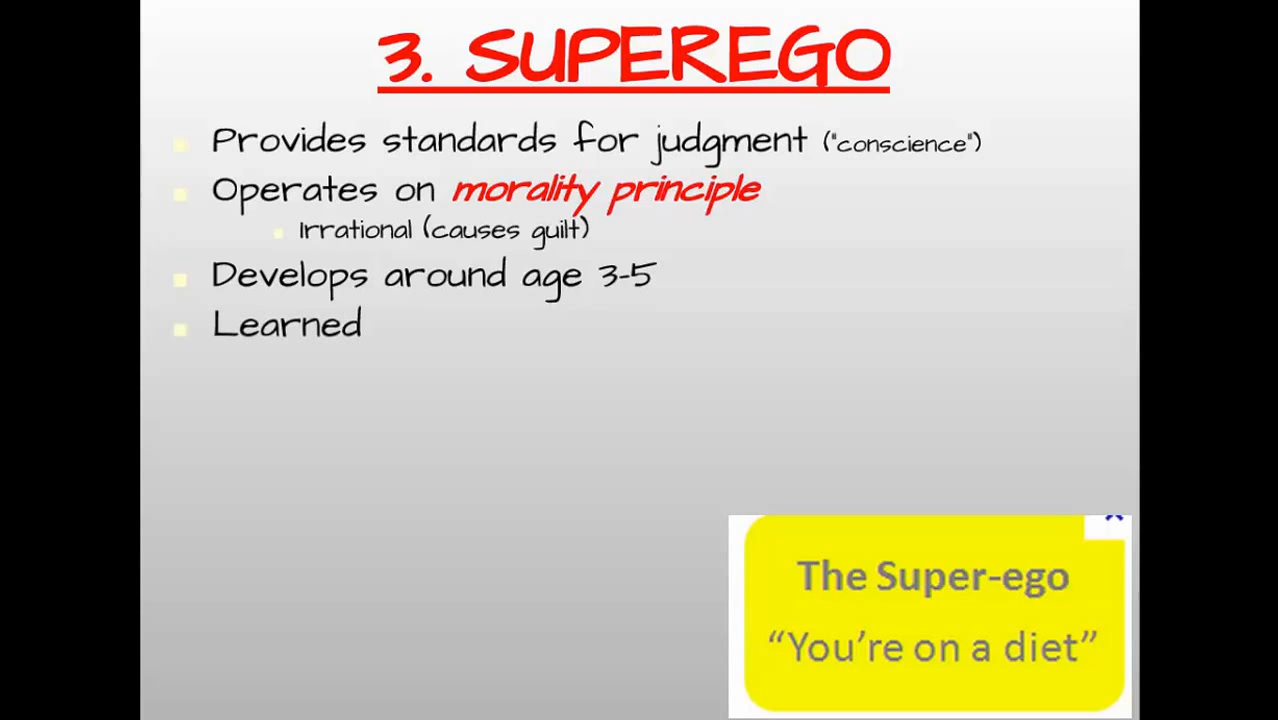 3. SUPEREGO
Provides standards for judgment ("conscience")
Operates on morality principle
Irrational (causes guilt)
Develops around age 3-5
Learned
The Super-ego
“You’re on a diet”